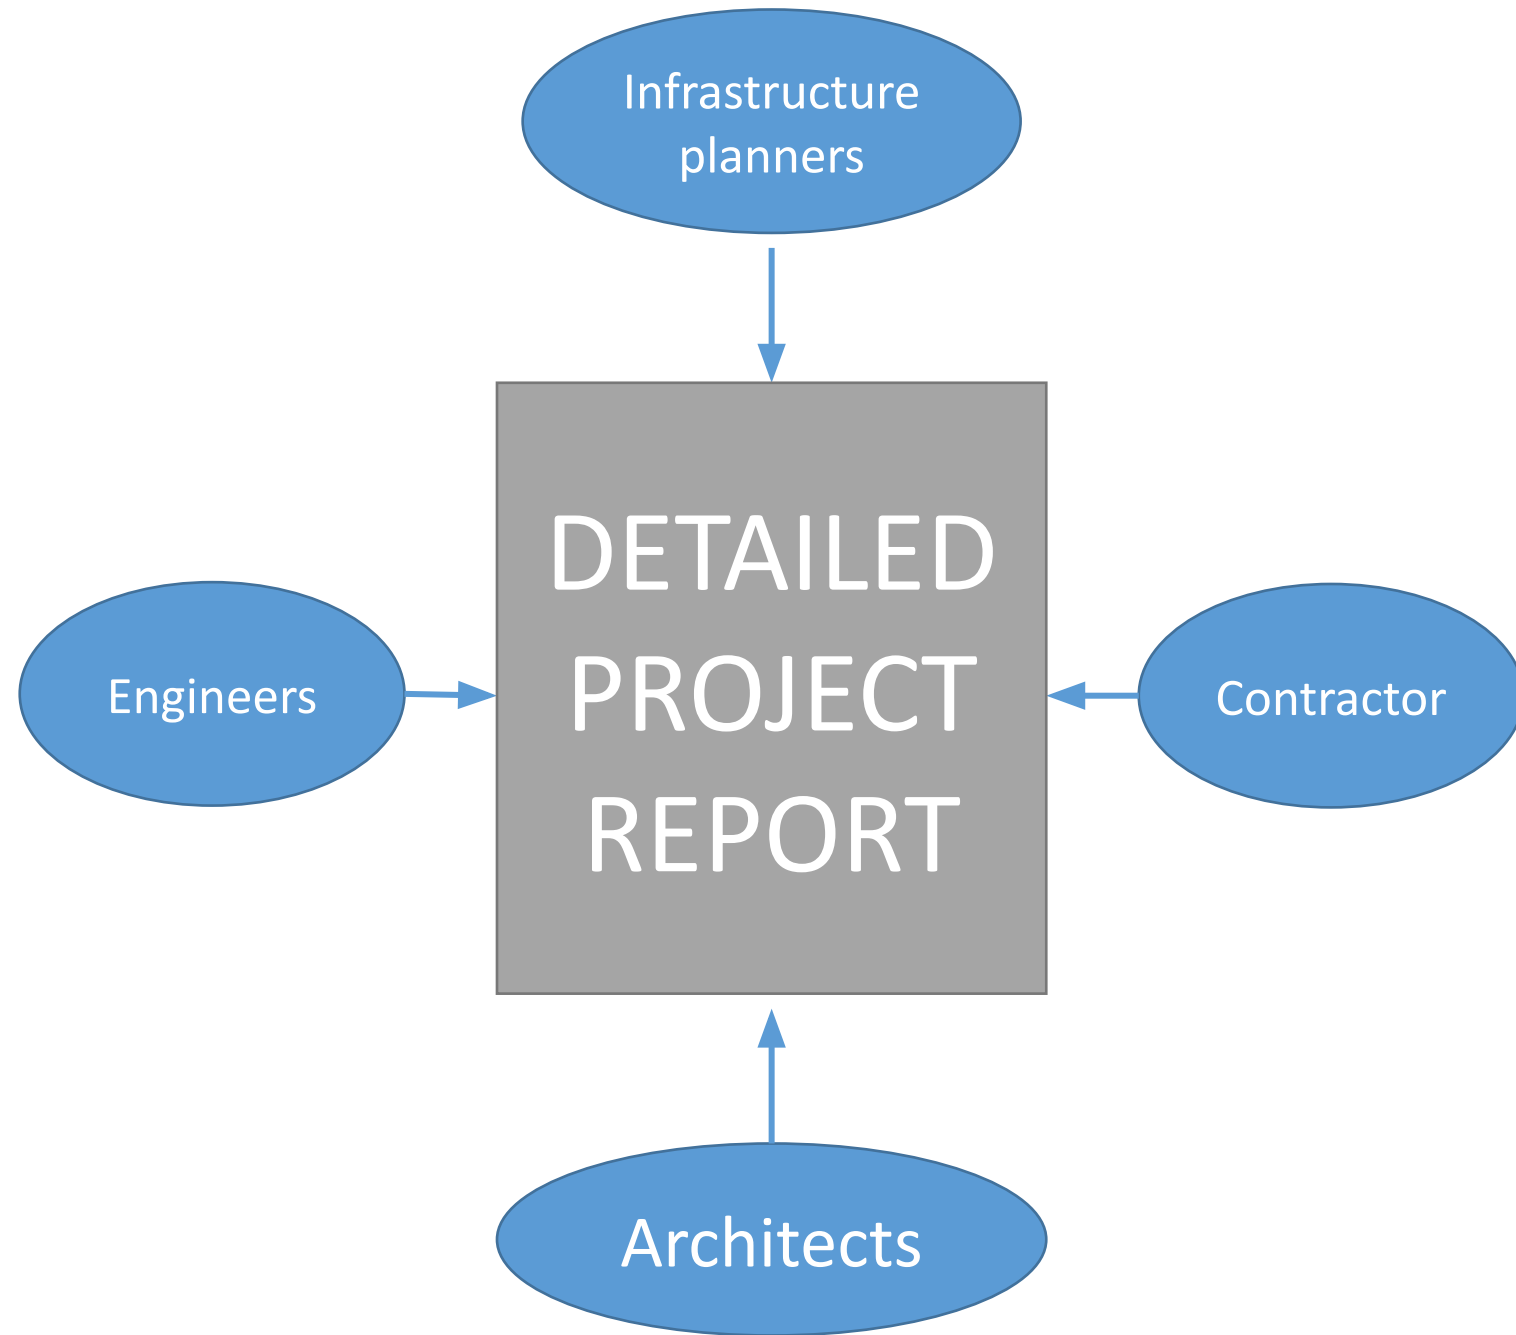 Infrastructure
planners
DETAILED
PROJECT
REPORT
Engineers
Contractor
Architects